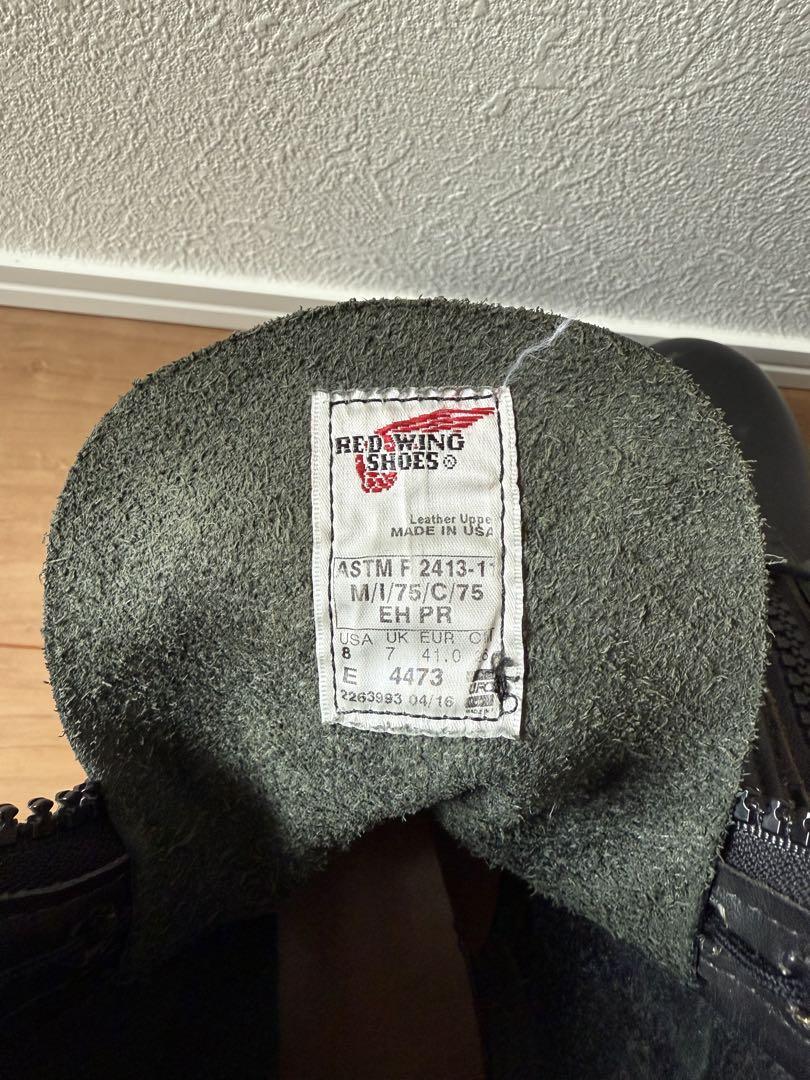 RED WING
SHOES®
Leather Uppe
MADE IN USA
ASTM F 2413-11
M/I/75/C/75
EH PR
USA UK EUR
8 7 41.0
E 4473
2263993 04/16